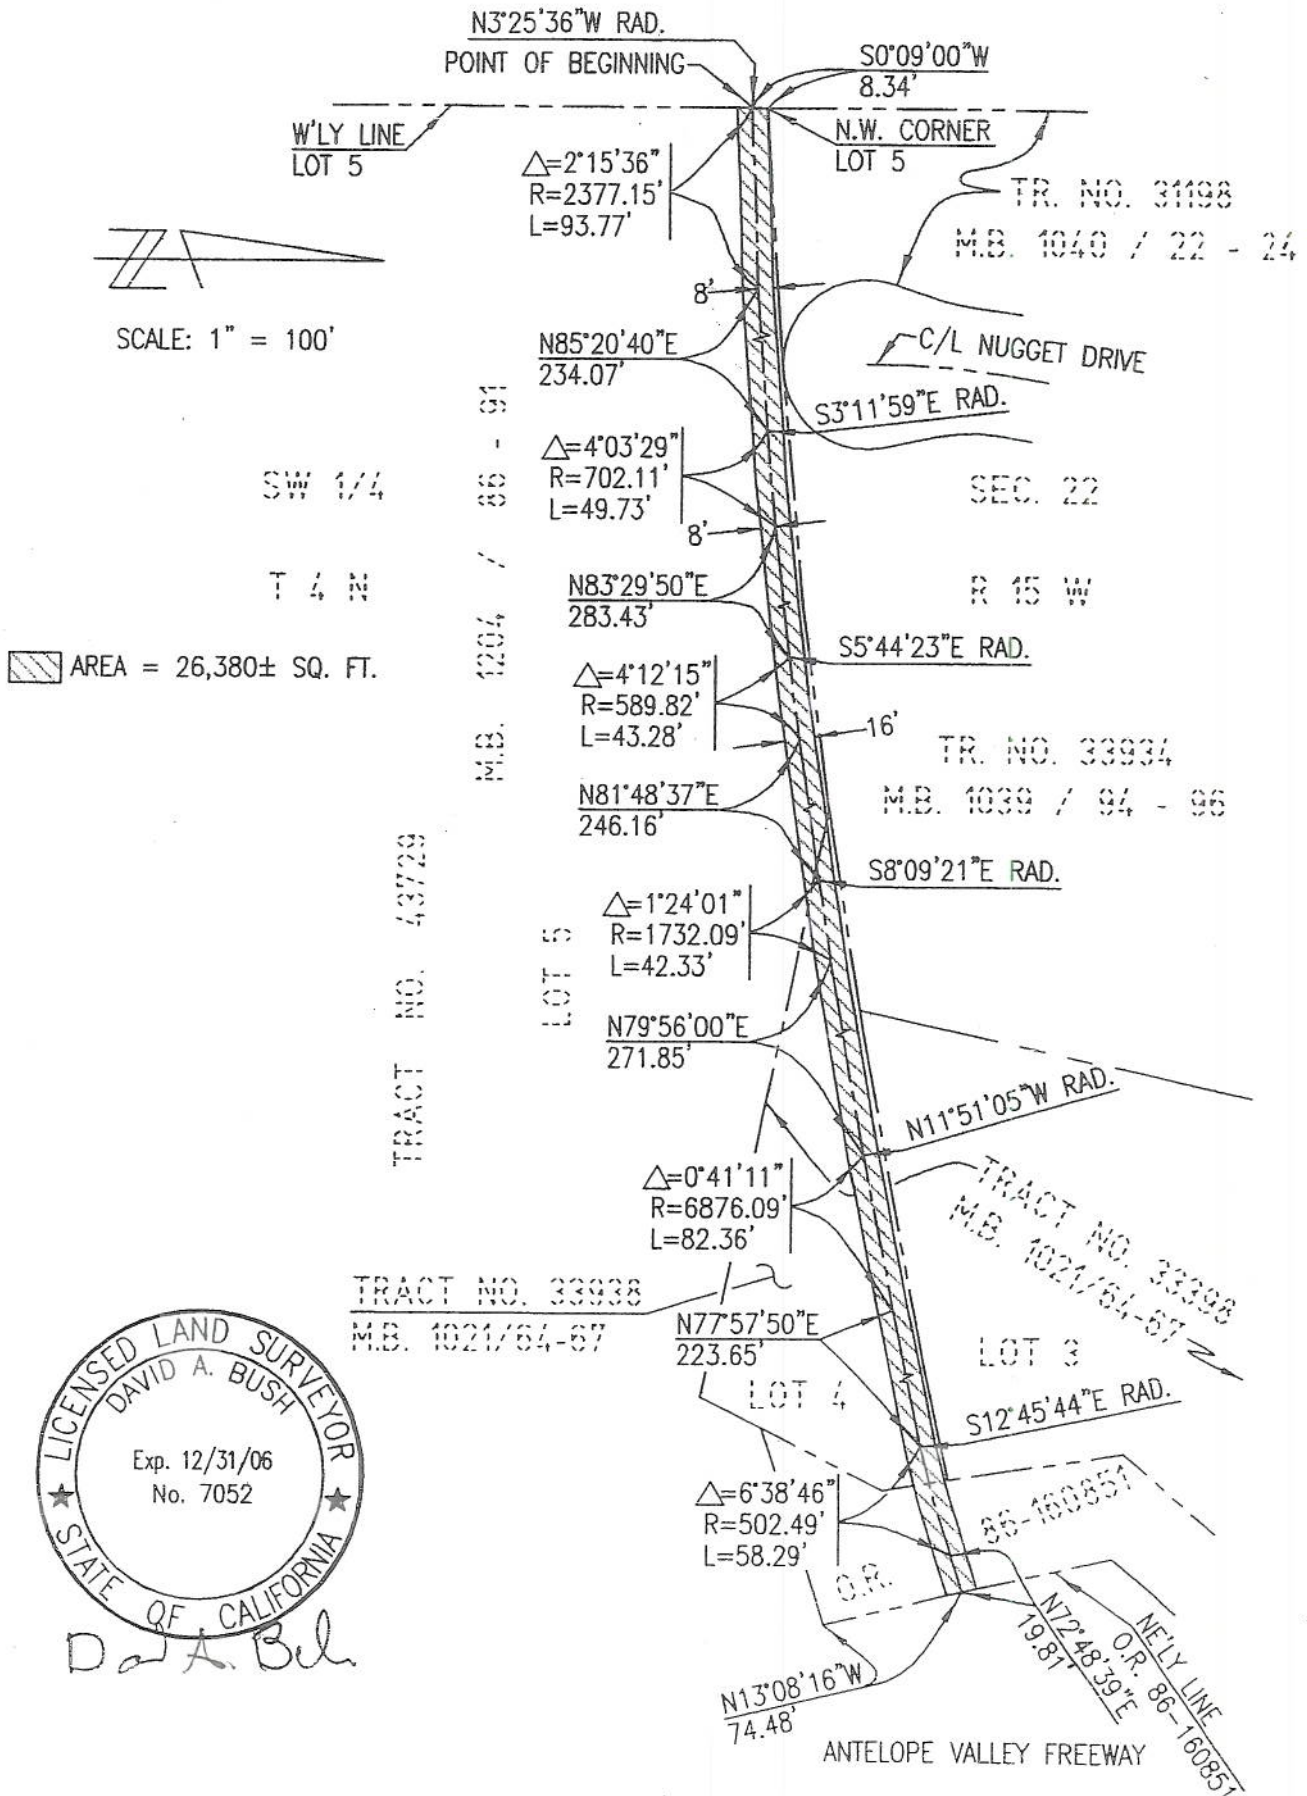 N3°25'36"W RAD.
POINT OF BEGINNING
S0°09'00"W
8.34'
W'LY LINE
LOT 5
N.W. CORNER
LOT 5
△=2°15'36"
R=2377.15'
L=93.77'
TR. NO. 31198
M.B. 1040 / 22 - 24
8'
SCALE: 1" = 100'
N85°20'40"E
234.07'
C/L NUGGET DRIVE
S3°11'59"E RAD.
△=4°03'29"
R=702.11'
L=49.73'
SW 1/4
SEC. 22
8'
T 4 N
N83°29'50"E
283.43'
R 15 W
AREA = 26,380± SQ. FT.
S5°44'23"E RAD.
△=4°12'15"
R=589.82'
L=43.28'
16'
TR. NO. 33934
M.B. 1039 / 94 - 96
N81°48'37"E
246.16'
TRACT NO. 43729
M.B. 1204 / 86 - 91
LOT 5
S8°09'21"E RAD.
△=1°24'01"
R=1732.09'
L=42.33'
N79°56'00"E
271.85'
N11°51'05"W RAD.
△=0°41'11"
R=6876.09'
L=82.36'
TRACT NO. 33398
M.B. 1021/64-67
TRACT NO. 33938
M.B. 1021/64-67
N77°57'50"E
223.65'
LOT 3
LOT 4
S12°45'44"E RAD.
△=6°38'46"
R=502.49'
L=58.29'
O.R. 86-160851
LICENSED LAND SURVEYOR
DAVID A. BUSH
Exp. 12/31/06
No. 7052
STATE OF CALIFORNIA
N72°48'39"E
19.81'
NE'LY LINE
O.R. 86-160851
N13°08'16"W
74.48'
ANTELOPE VALLEY FREEWAY